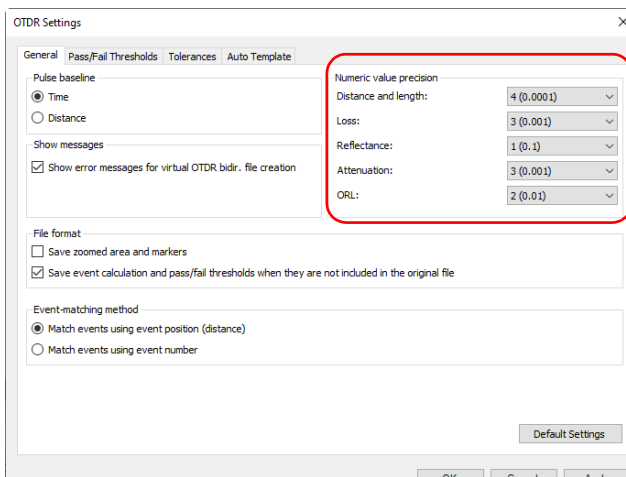 OTDR Settings
General Pass/Fail Thresholds Tolerances Auto Template
Pulse baseline
Time
Distance
Show messages
Show error messages for virtual OTDR bidir. file creation
Numeric value precision
Distance and length: 4 (0.0001)
Loss: 3 (0.001)
Reflectance: 1 (0.1)
Attenuation: 3 (0.001)
ORL: 2 (0.01)
File format
Save zoomed area and markers
Save event calculation and pass/fail thresholds when they are not included in the original file
Event-matching method
Match events using event position (distance)
Match events using event number
Default Settings